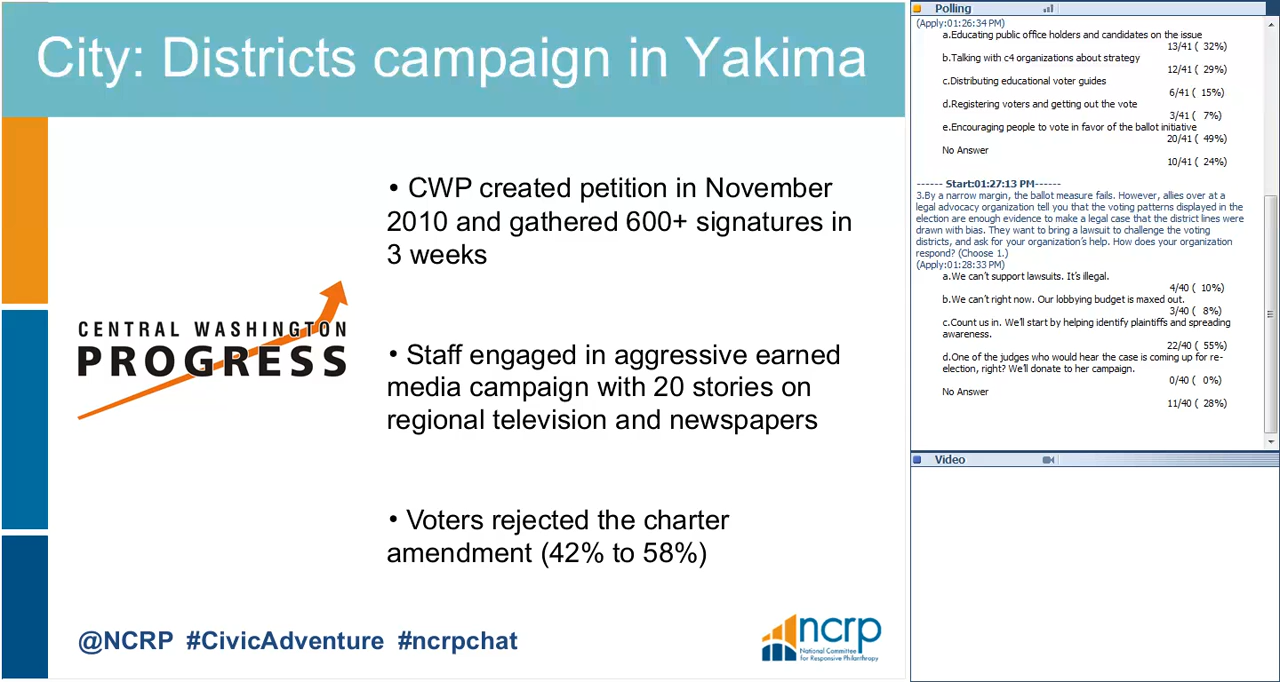 City: Districts campaign in Yakima
• CWP created petition in November
2010 and gathered 600+ signatures in
3 weeks
CENTRAL WASHINGTON
PROGRESS
• Staff engaged in aggressive earned
media campaign with 20 stories on
regional television and newspapers
• Voters rejected the charter
amendment (42% to 58%)
@NCRP #CivicAdventure #ncrpchat
ncrp
National Committee
for Responsive Philanthropy
Polling
(Apply:01:26:34 PM)
a.Educating public office holders and candidates on the issue
13/41 ( 32%)
b.Talking with c4 organizations about strategy
12/41 ( 29%)
c.Distributing educational voter guides
6/41 ( 15%)
d.Registering voters and getting out the vote
3/41 ( 7%)
e.Encouraging people to vote in favor of the ballot initiative
20/41 ( 49%)
No Answer
10/41 ( 24%)
------ Start:01:27:13 PM------
3.By a narrow margin, the ballot measure fails. However, allies over at a
legal advocacy organization tell you that the voting patterns displayed in the
election are enough evidence to make a legal case that the district lines were
drawn with bias. They want to bring a lawsuit to challenge the voting
districts, and ask for your organization's help. How does your organization
respond? (Choose 1.)
(Apply:01:28:33 PM)
a.We can't support lawsuits. It's illegal.
4/40 ( 10%)
b.We can't right now. Our lobbying budget is maxed out.
3/40 ( 8%)
c.Count us in. We'll start by helping identify plaintiffs and spreading
awareness.
22/40 ( 55%)
d.One of the judges who would hear the case is coming up for re-
election, right? We'll donate to her campaign.
0/40 ( 0%)
No Answer
11/40 ( 28%)
Video